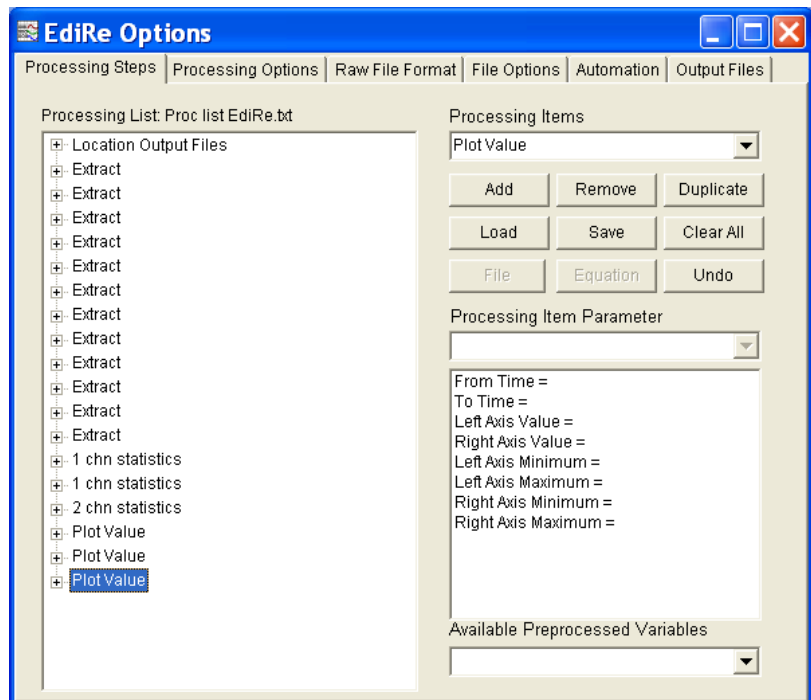 EdiRe Options
Processing Steps
Processing Options
Raw File Format
File Options
Automation
Output Files
Processing List: Proc list EdiRe.txt
Location Output Files
Extract
Extract
Extract
Extract
Extract
Extract
Extract
Extract
Extract
Extract
Extract
Extract
1 chn statistics
1 chn statistics
2 chn statistics
Plot Value
Plot Value
Plot Value
Processing Items
Plot Value
Add
Remove
Duplicate
Load
Save
Clear All
File
Equation
Undo
Processing Item Parameter
From Time =
To Time =
Left Axis Value =
Right Axis Value =
Left Axis Minimum =
Left Axis Maximum =
Right Axis Minimum =
Right Axis Maximum =
Available Preprocessed Variables